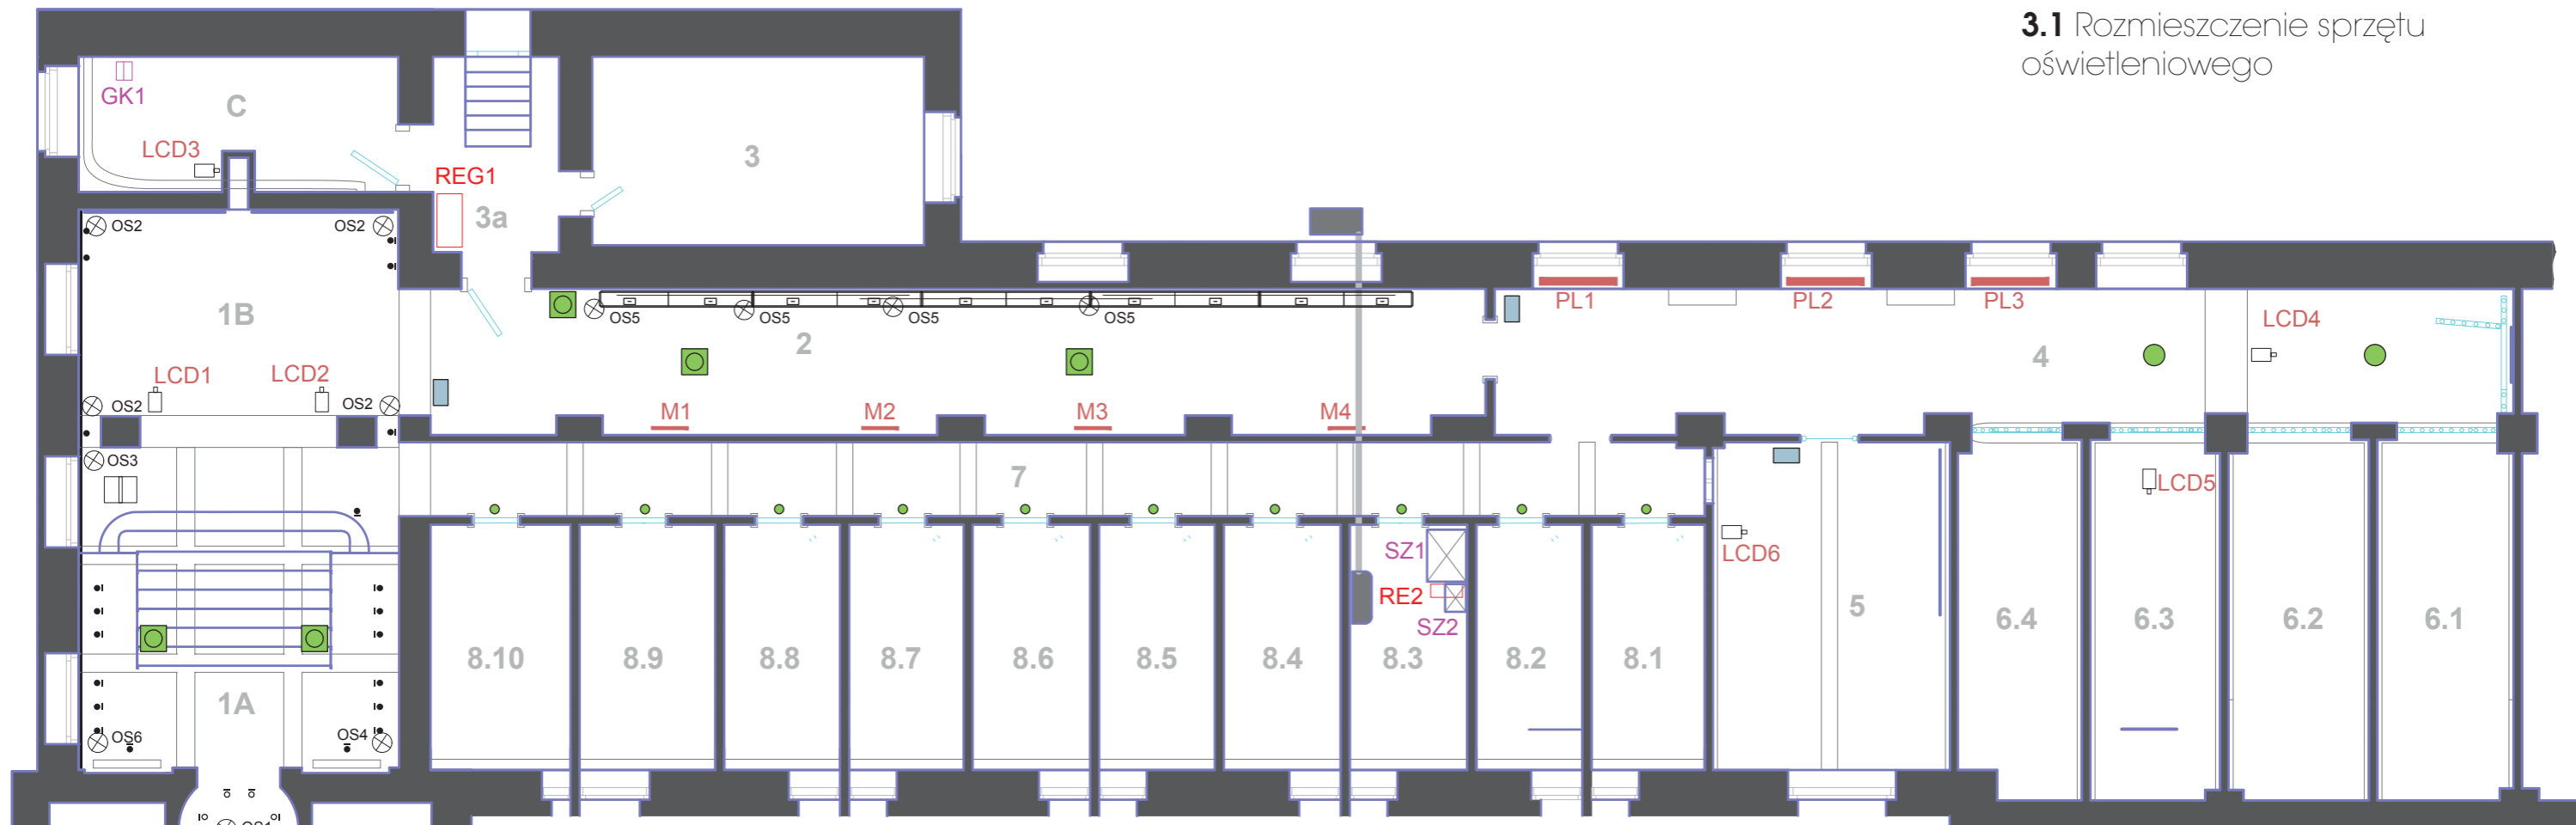 3.1 Rozmieszczenie sprzętu
oświetleniowego
GK1
C
LCD3
REG1
3a
3
OS2
OS2
1B
LCD1
LCD2
OS2
OS2
OS3
OS5
OS5
OS5
OS5
2
PL1
PL2
PL3
LCD4
4
M1
M2
M3
M4
7
LCD5
LCD6
SZ1
RE2
SZ2
5
6.4
6.3
6.2
6.1
8.10
8.9
8.8
8.7
8.6
8.5
8.4
8.3
8.2
8.1
1A
OS6
OS4
OS1